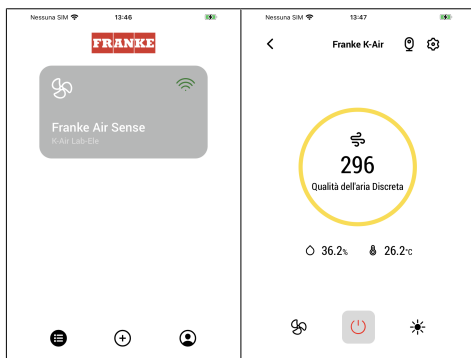 Nessuna SIM 13:46
FRANKE
Franke Air Sense
K-Air Lab-Ele
Nessuna SIM 13:47
Franke K-Air
296
Qualità dell'aria Discreta
36.2% 26.2°C